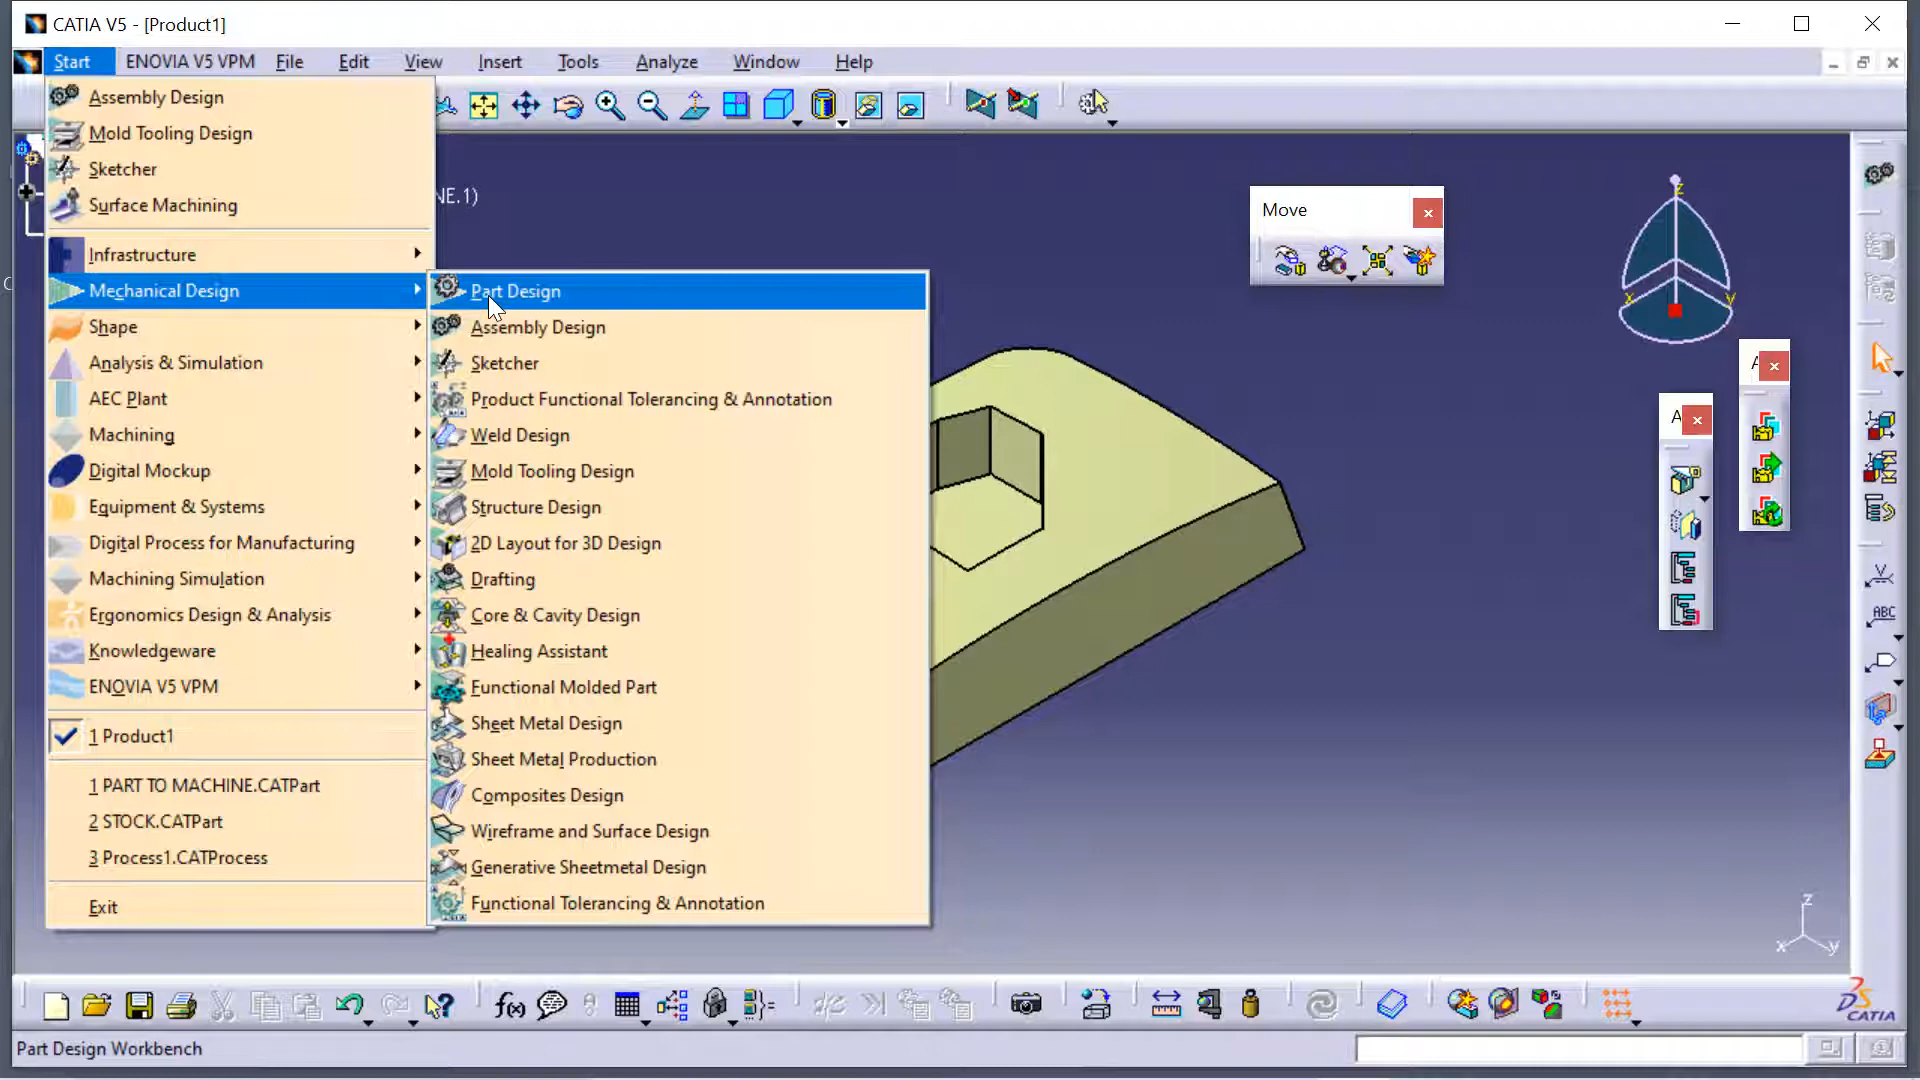 CATIA V5 - [Product1]
Start ENOVIA V5 VPM File Edit View Insert Tools Analyze Window Help
Assembly Design
Mold Tooling Design
Sketcher
Surface Machining
Infrastructure
Mechanical Design
Shape
Analysis & Simulation
AEC Plant
Machining
Digital Mockup
Equipment & Systems
Digital Process for Manufacturing
Machining Simulation
Ergonomics Design & Analysis
Knowledgeware
ENOVIA V5 VPM
1 Product1
1 PART TO MACHINE.CATPart
2 STOCK.CATPart
3 Process1.CATProcess
Exit
Part Design
Assembly Design
Sketcher
Product Functional Tolerancing & Annotation
Weld Design
Mold Tooling Design
Structure Design
2D Layout for 3D Design
Drafting
Core & Cavity Design
Healing Assistant
Functional Molded Part
Sheet Metal Design
Sheet Metal Production
Composites Design
Wireframe and Surface Design
Generative Sheetmetal Design
Functional Tolerancing & Annotation
NE.1)
Move
z
x
y
A
A
ABC
z
x
y
f(x)
CATIA
Part Design Workbench